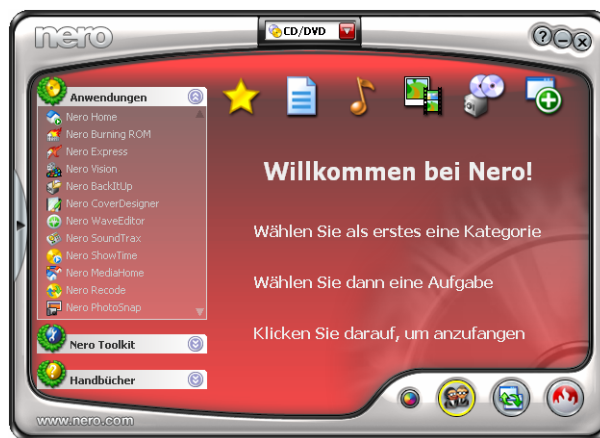 nero
CD/DVD
Anwendungen
Nero Home
Nero Burning ROM
Nero Express
Nero Vision
Nero BackItUp
Nero CoverDesigner
Nero WaveEditor
Nero SoundTrax
Nero ShowTime
Nero MediaHome
Nero Recode
Nero PhotoSnap
Nero Toolkit
Handbücher
Willkommen bei Nero!
Wählen Sie als erstes eine Kategorie
Wählen Sie dann eine Aufgabe
Klicken Sie darauf, um anzufangen
www.nero.com